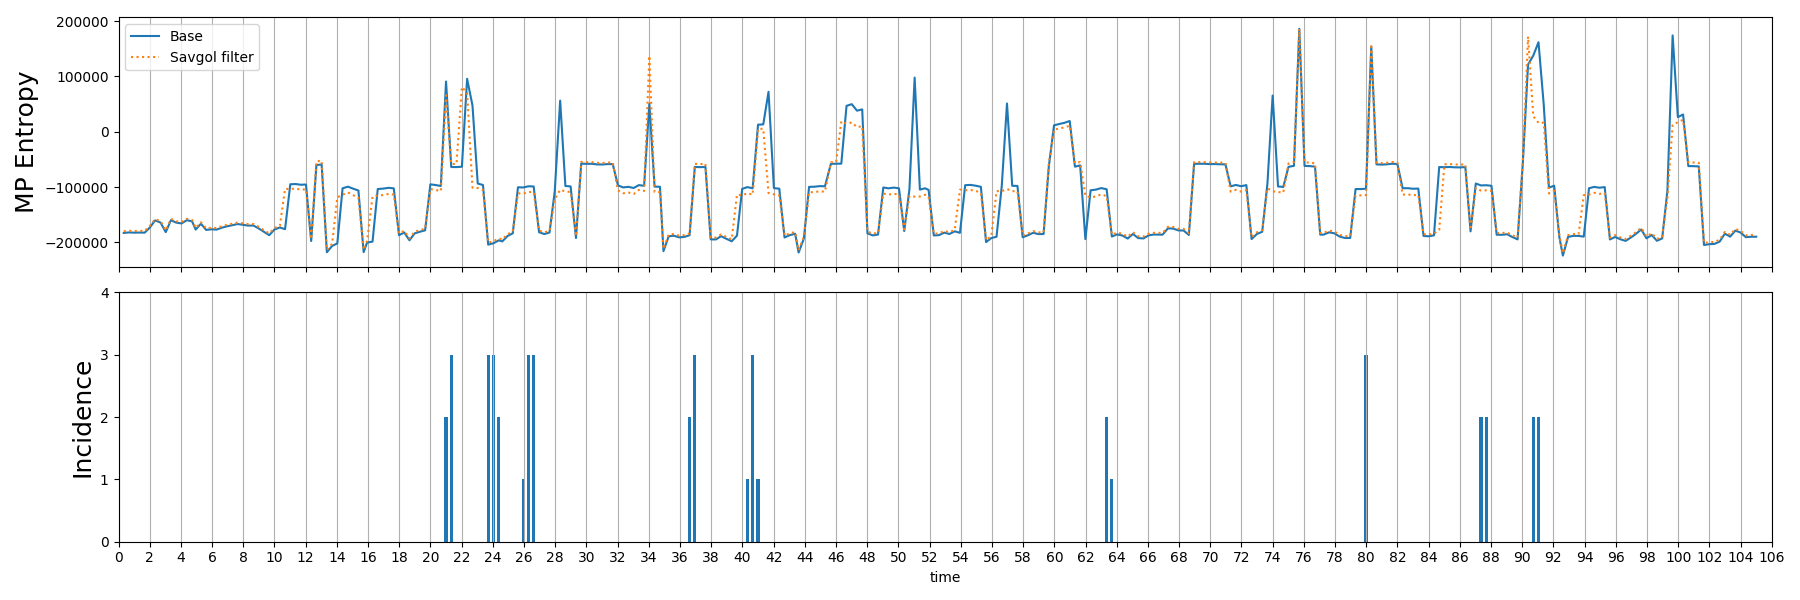 200000
100000
0
−100000
−200000
MP Entropy
Base
Savgol filter
4
3
2
1
0
Incidence
0 2 4 6 8 10 12 14 16 18 20 22 24 26 28 30 32 34 36 38 40 42 44 46 48 50 52 54 56 58 60 62 64 66 68 70 72 74 76 78 80 82 84 86 88 90 92 94 96 98 100 102 104 106
time